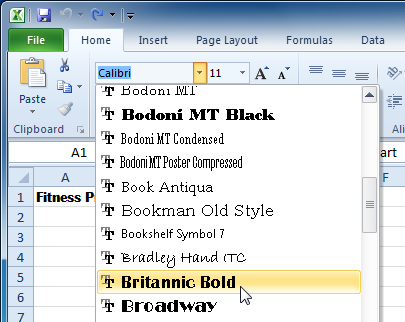 File Home Insert Page Layout Formulas Data
Calibri 11 A A
Paste
Bodoni MT
Clipboard
Bodoni MT Black
Bodoni MT Condensed
A1
Bodoni MT Poster Compressed
A F
Book Antiqua
1 Fitness
2 Bookman Old Style
3 Bookshelf Symbol 7
4 Bradley Hand ITC
5 Britannic Bold
6 Broadway
7